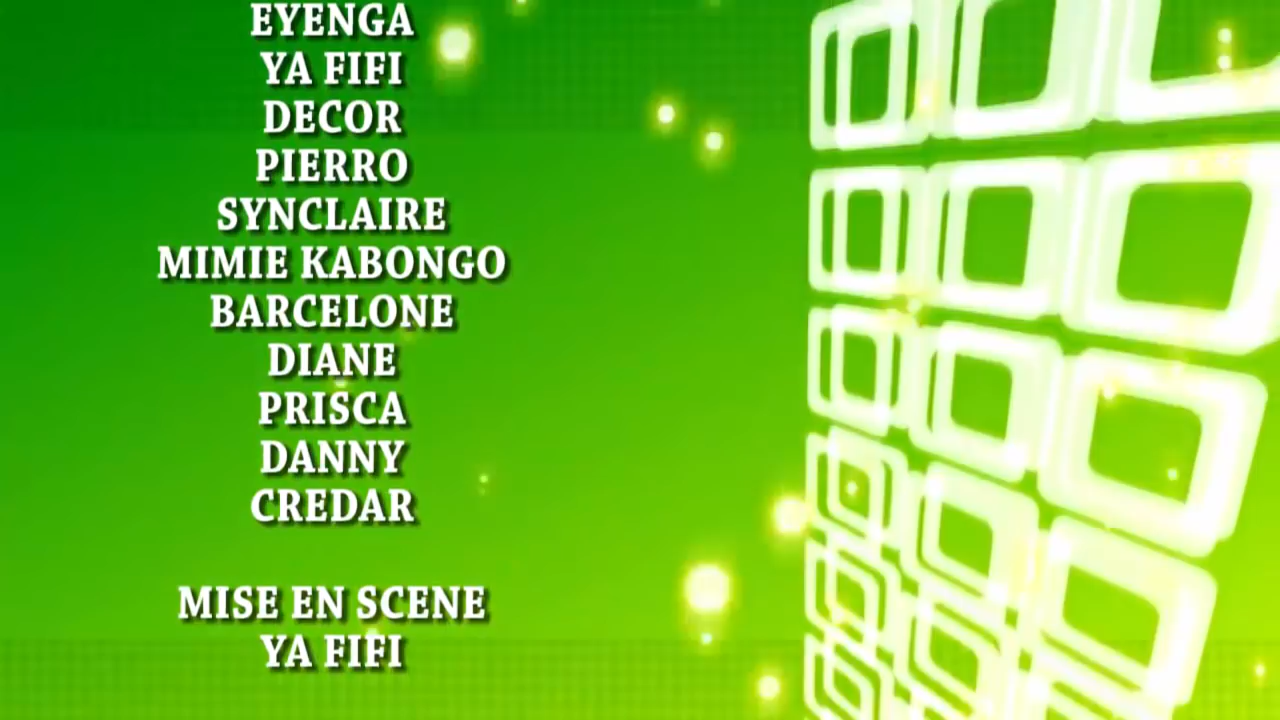 EYENGA
YA FIFI
DECOR
PIERRO
SYNCLAIRE
MIMIE KABONGO
BARCELONE
DIANE
PRISCA
DANNY
CREDAR
MISE EN SCENE
YA FIFI